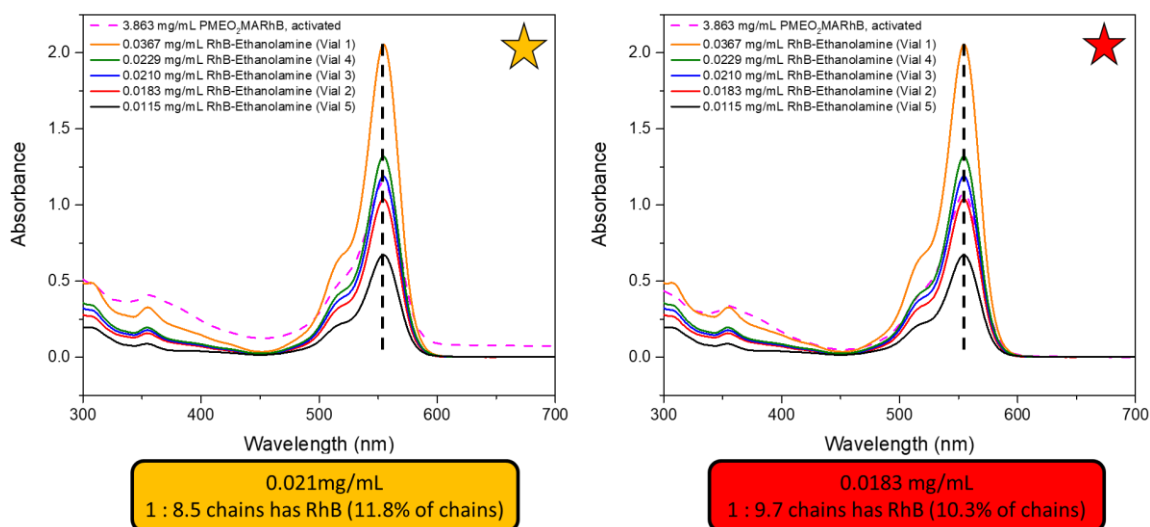 3.863 mg/mL PMEO₂MARhB, activated
0.0367 mg/mL RhB-Ethanolamine (Vial 1)
0.0229 mg/mL RhB-Ethanolamine (Vial 4)
0.0210 mg/mL RhB-Ethanolamine (Vial 3)
0.0183 mg/mL RhB-Ethanolamine (Vial 2)
0.0115 mg/mL RhB-Ethanolamine (Vial 5)
2.0
1.5
1.0
0.5
0.0
Absorbance
300 400 500 600 700
Wavelength (nm)
0.021mg/mL
1 : 8.5 chains has RhB (11.8% of chains)
3.863 mg/mL PMEO₂MARhB, activated
0.0367 mg/mL RhB-Ethanolamine (Vial 1)
0.0229 mg/mL RhB-Ethanolamine (Vial 4)
0.0210 mg/mL RhB-Ethanolamine (Vial 3)
0.0183 mg/mL RhB-Ethanolamine (Vial 2)
0.0115 mg/mL RhB-Ethanolamine (Vial 5)
2.0
1.5
1.0
0.5
0.0
Absorbance
300 400 500 600 700
Wavelength (nm)
0.0183 mg/mL
1 : 9.7 chains has RhB (10.3% of chains)